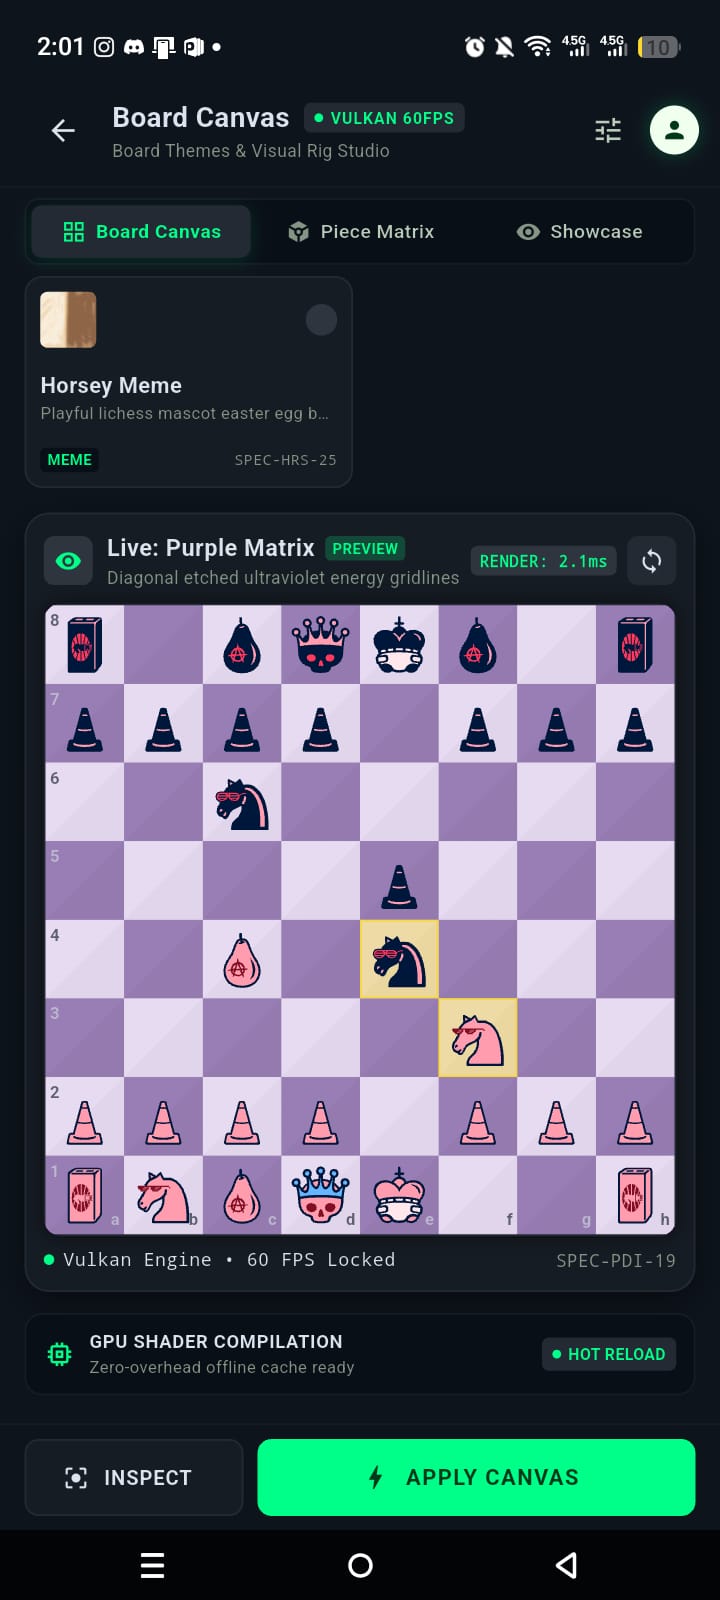 2:01
4.5G 4.5G 10
Board Canvas
VULKAN 60FPS
Board Themes & Visual Rig Studio
Board Canvas
Piece Matrix
Showcase
Horsey Meme
Playful lichess mascot easter egg b...
MEME
SPEC-HRS-25
Live: Purple Matrix
PREVIEW
RENDER: 2.1ms
Diagonal etched ultraviolet energy gridlines
8
7
6
5
4
3
2
1
a b c d e f g h
Vulkan Engine • 60 FPS Locked
SPEC-PDI-19
GPU SHADER COMPILATION
Zero-overhead offline cache ready
HOT RELOAD
INSPECT
APPLY CANVAS